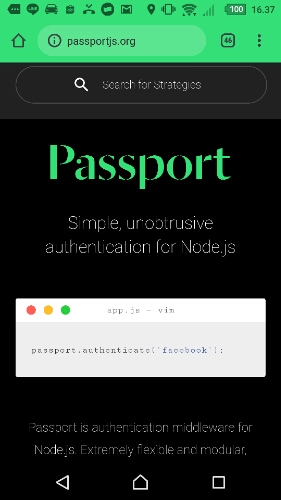 100 16.37
passportjs.org 46
Search for Strategies
Passport
Simple, unobtrusive
authentication for Node.js
app.js - vim
passport.authenticate('facebook');
Passport is authentication middleware for
Node.js. Extremely flexible and modular,